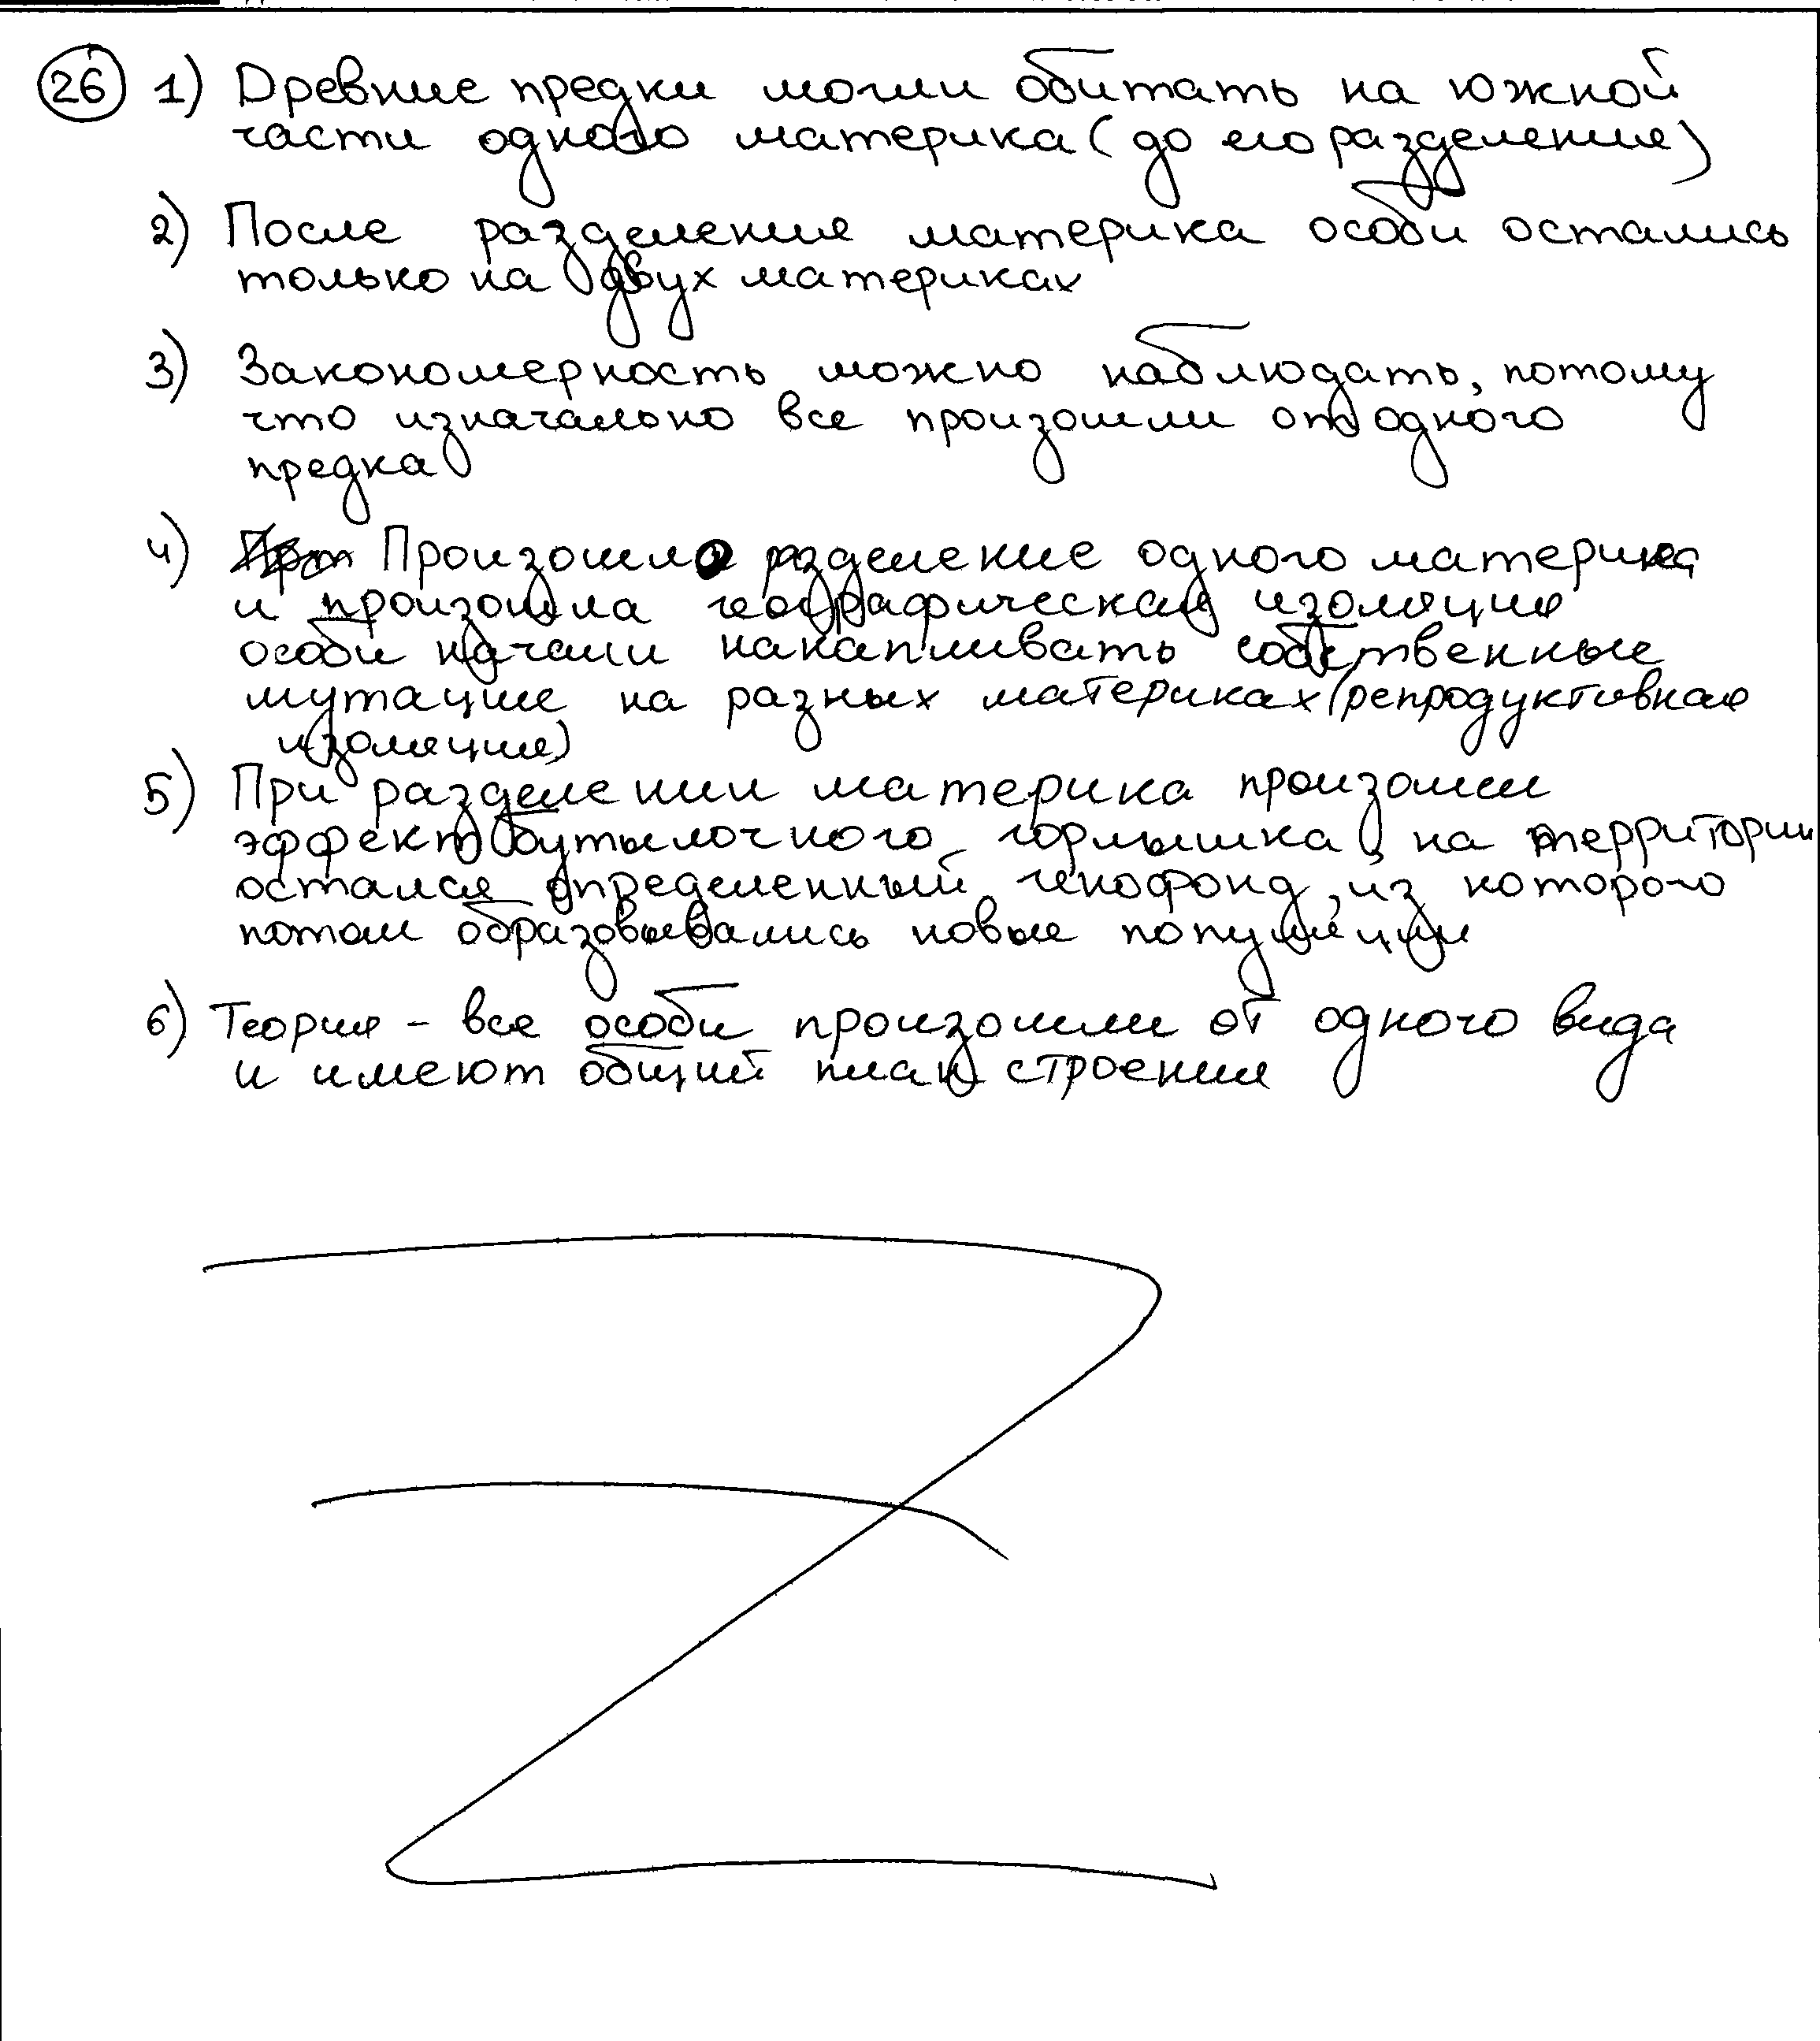 26 1) Древние предки могли обитать на южной
части одного материка (до его разделения)
2) После разделения материка особи остались
только на двух материках
3) Закономерность можно наблюдать, потому
что изначально все произошли от одного
предка
4) Произошло разделение одного материка
и произошла географическая изоляция
особи начали накапливать собственные
мутации на разных материках (репродуктивная
изоляция)
5) При разделении материка произошел
эффект бутылочного горлышка, на территории
остался определенный генофонд, из которого
потом образовывались новые популяции
6) Теория - все особи произошли от одного вида
и имеют общий план строения